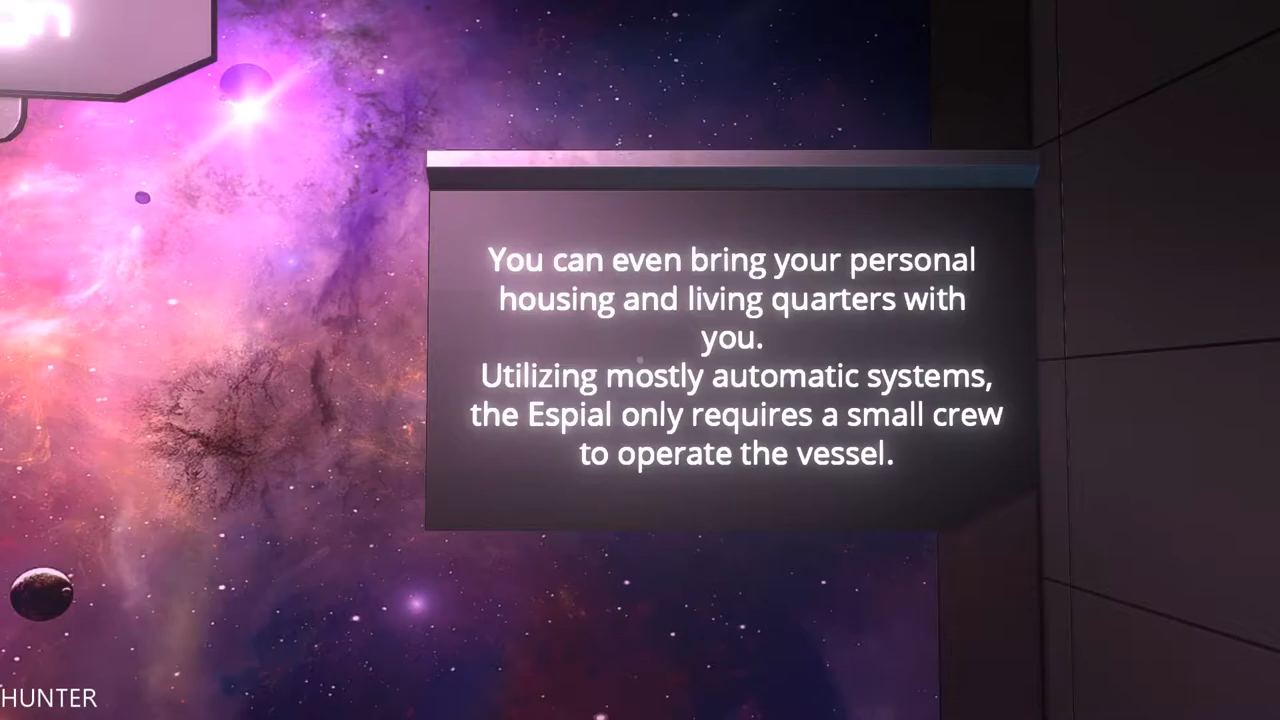 You can even bring your personal
housing and living quarters with
you.
Utilizing mostly automatic systems,
the Espial only requires a small crew
to operate the vessel.
HUNTER